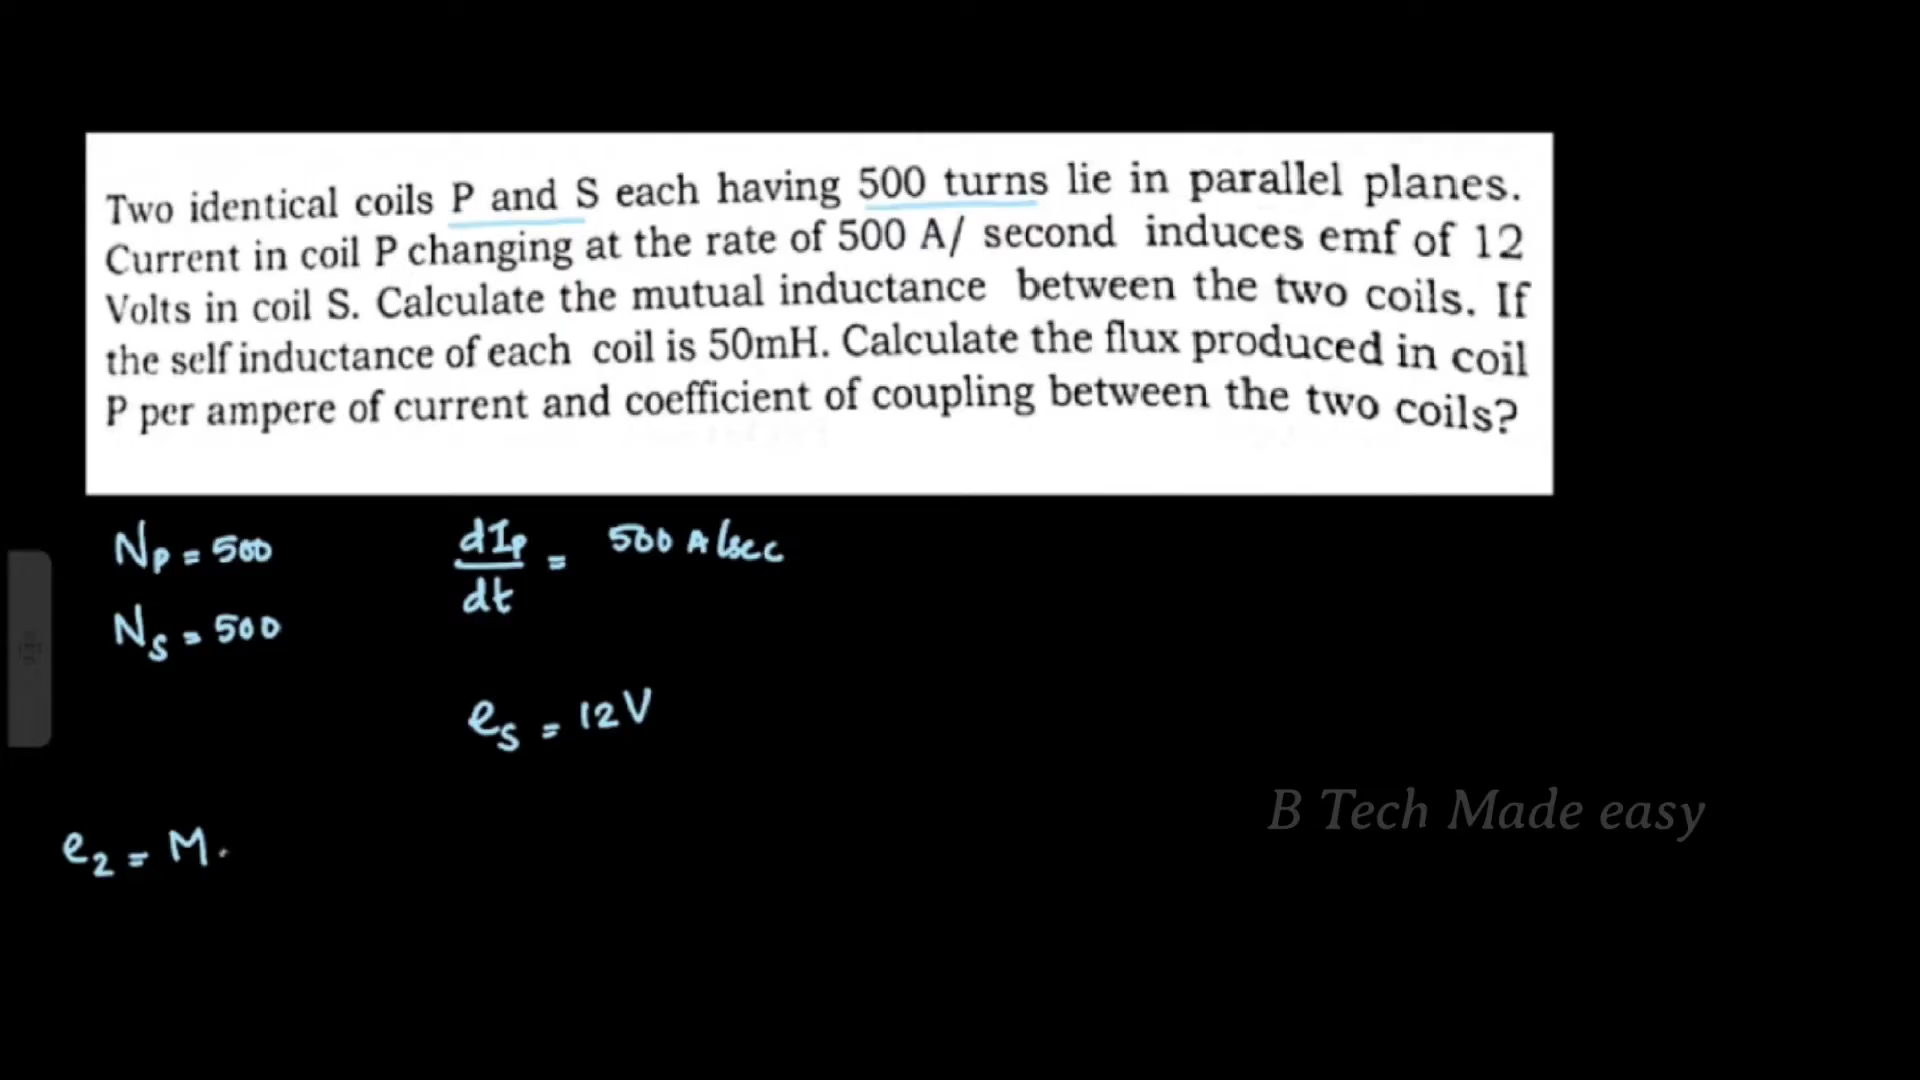 Two identical coils P and S each having 500 turns lie in parallel planes.
Current in coil P changing at the rate of 500 A/ second induces emf of 12
Volts in coil S. Calculate the mutual inductance between the two coils. If
the self inductance of each coil is 50mH. Calculate the flux produced in coil
P per ampere of current and coefficient of coupling between the two coils?
Np = 500
dIp/dt = 500 A/sec
Ns = 500
es = 12V
B Tech Made easy
e2 = M.